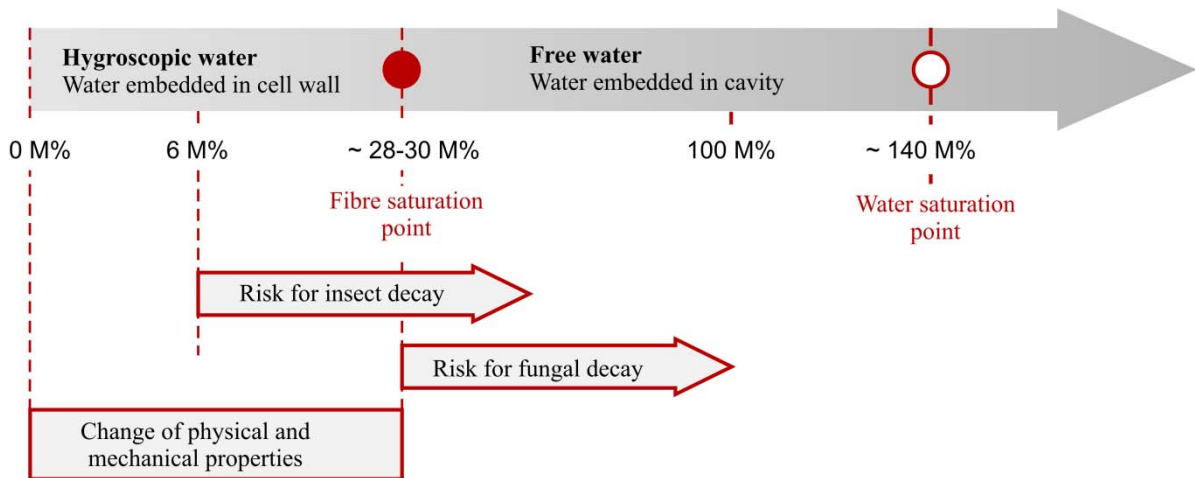 Hygroscopic water
Water embedded in cell wall
Free water
Water embedded in cavity
0 M%
6 M%
~ 28-30 M%
100 M%
~ 140 M%
Fibre saturation
point
Water saturation
point
Risk for insect decay
Risk for fungal decay
Change of physical and
mechanical properties